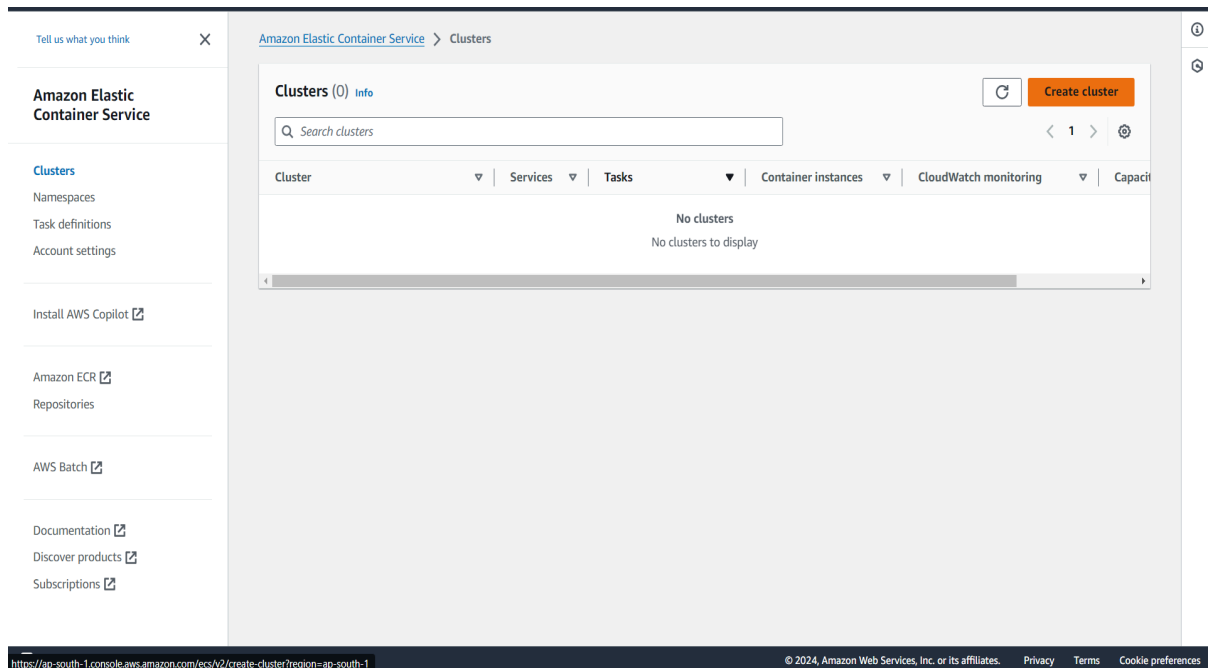 Tell us what you think
Amazon Elastic
Container Service
Clusters
Namespaces
Task definitions
Account settings
Install AWS Copilot
Amazon ECR
Repositories
AWS Batch
Documentation
Discover products
Subscriptions
Amazon Elastic Container Service > Clusters
Clusters (0) Info
Create cluster
Search clusters
1
Cluster Services Tasks Container instances CloudWatch monitoring Capacit
No clusters
No clusters to display
https://ap-south-1.console.aws.amazon.com/ecs/v2/create-cluster?region=ap-south-1
© 2024, Amazon Web Services, Inc. or its affiliates. Privacy Terms Cookie preferences